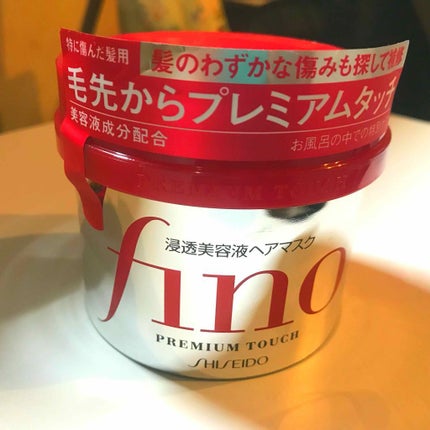 特に傷んだ髪用
髪のわずかな傷みも探して補修
毛先からプレミアムタッチ
美容液成分配合
お風呂の中での
PREMIUM TOUCH
浸透美容液ヘアマスク
fino
PREMIUM TOUCH
SHISEIDO